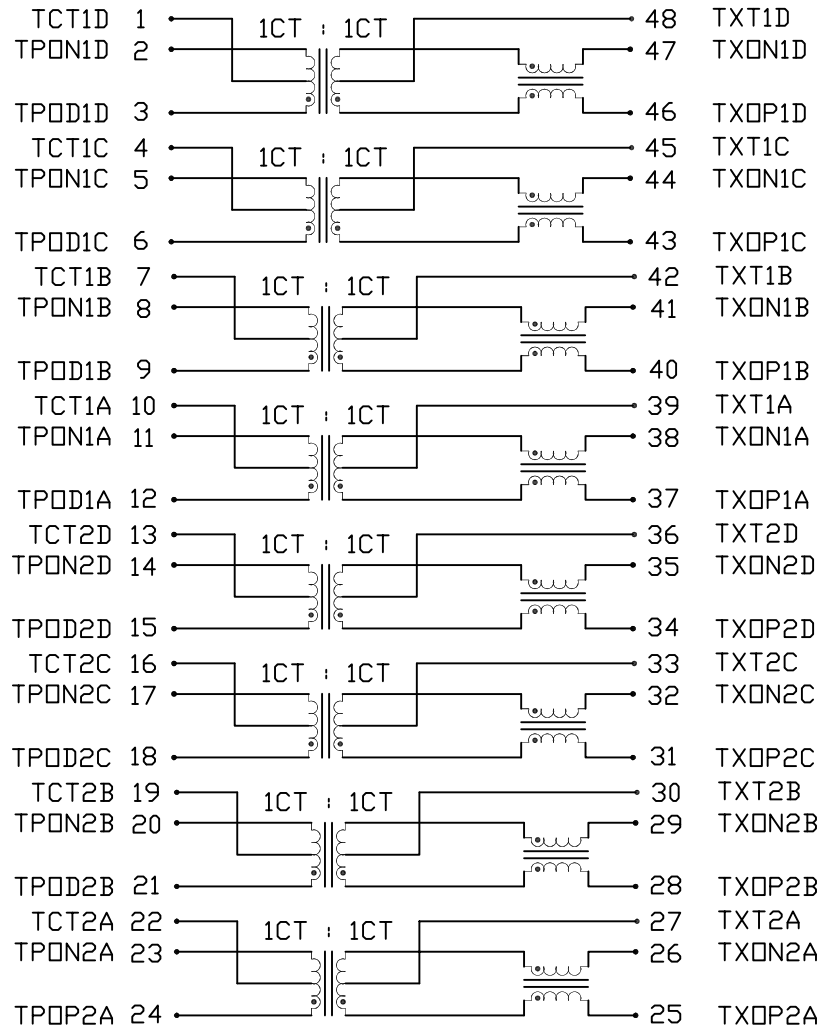 TCT1D 1 1CT : 1CT 48 TXT1D
TPON1D 2 47 TXON1D
TPOD1D 3 46 TXOP1D
TCT1C 4 1CT : 1CT 45 TXT1C
TPON1C 5 44 TXON1C
TPOD1C 6 43 TXOP1C
TCT1B 7 1CT : 1CT 42 TXT1B
TPON1B 8 41 TXON1B
TPOD1B 9 40 TXOP1B
TCT1A 10 1CT : 1CT 39 TXT1A
TPON1A 11 38 TXON1A
TPOD1A 12 37 TXOP1A
TCT2D 13 1CT : 1CT 36 TXT2D
TPON2D 14 35 TXON2D
TPOD2D 15 34 TXOP2D
TCT2C 16 1CT : 1CT 33 TXT2C
TPON2C 17 32 TXON2C
TPOD2C 18 31 TXOP2C
TCT2B 19 1CT : 1CT 30 TXT2B
TPON2B 20 29 TXON2B
TPOD2B 21 28 TXOP2B
TCT2A 22 1CT : 1CT 27 TXT2A
TPON2A 23 26 TXON2A
TPOP2A 24 25 TXOP2A